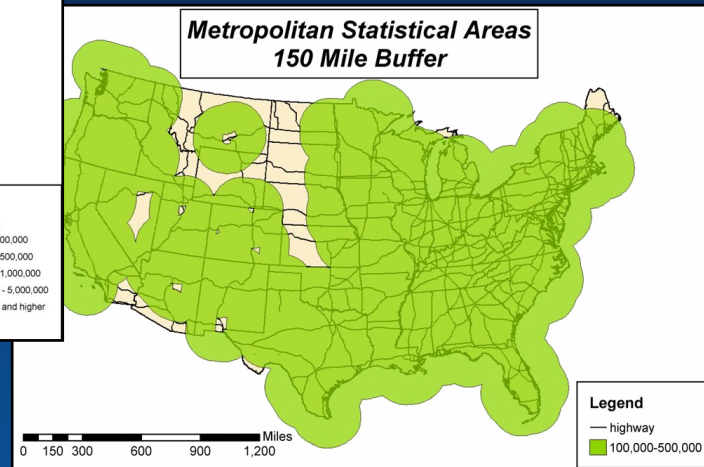 Metropolitan Statistical Areas
150 Mile Buffer
00,000
500,000
1,000,000
- 5,000,000
and higher
Miles
0 150 300 600 900 1,200
Legend
highway
100,000-500,000